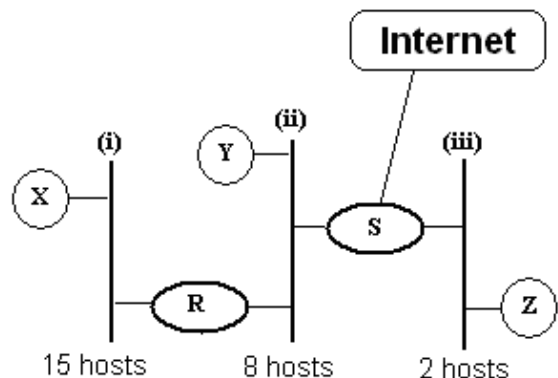 Internet
(i)
(ii)
(iii)
X
Y
S
R
Z
15 hosts
8 hosts
2 hosts